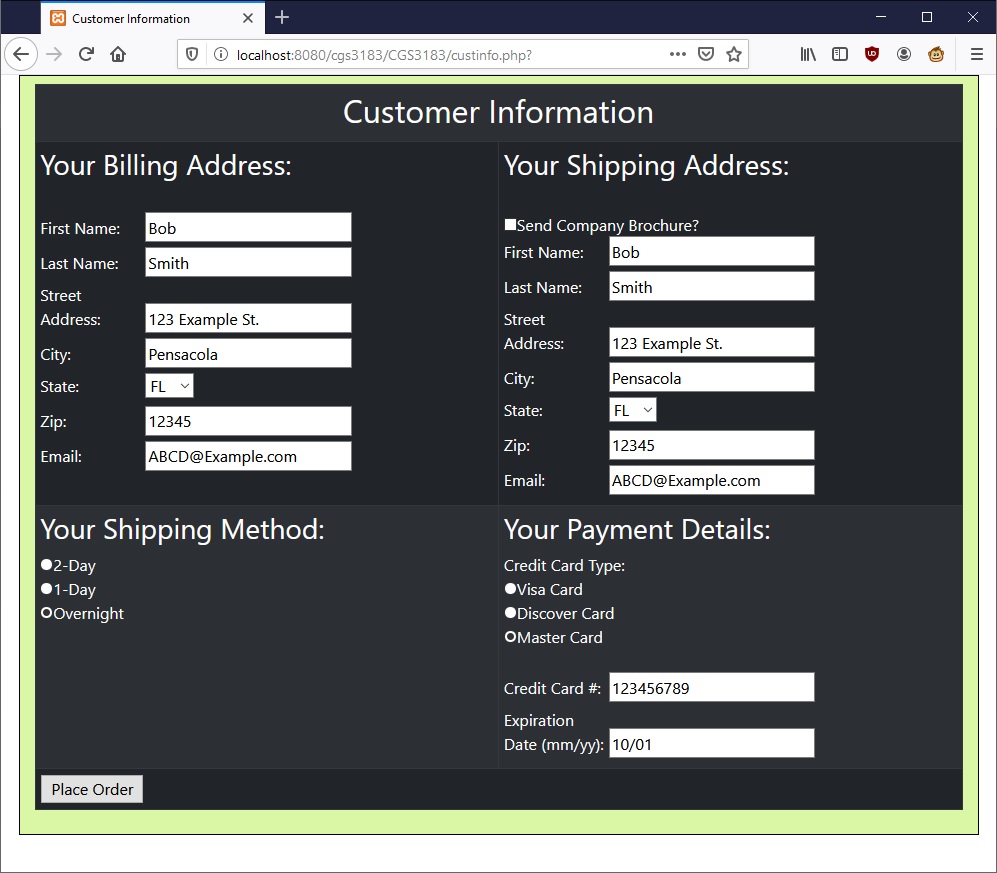 Customer Information
localhost:8080/cgs3183/CGS3183/custinfo.php?
Customer Information
Your Billing Address:
First Name: Bob
Last Name: Smith
Street
Address: 123 Example St.
City: Pensacola
State: FL
Zip: 12345
Email: ABCD@Example.com
Your Shipping Address:
Send Company Brochure?
First Name: Bob
Last Name: Smith
Street
Address: 123 Example St.
City: Pensacola
State: FL
Zip: 12345
Email: ABCD@Example.com
Your Shipping Method:
2-Day
1-Day
Overnight
Your Payment Details:
Credit Card Type:
Visa Card
Discover Card
Master Card
Credit Card #: 123456789
Expiration
Date (mm/yy): 10/01
Place Order